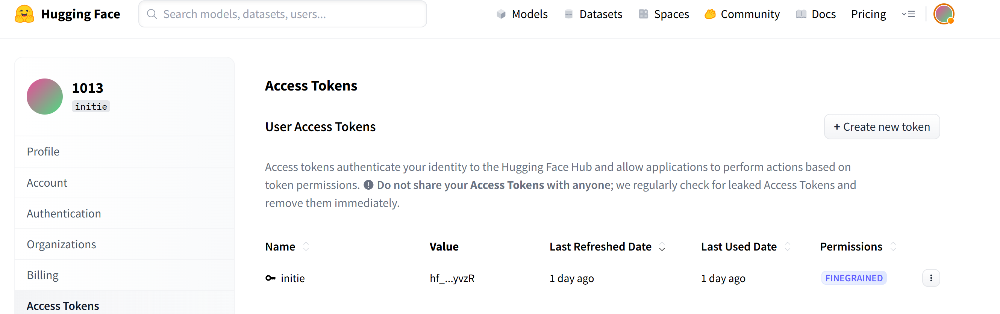 Hugging Face
Search models, datasets, users...
Models
Datasets
Spaces
Community
Docs
Pricing
1013
initie
Profile
Account
Authentication
Organizations
Billing
Access Tokens
Access Tokens
User Access Tokens
+ Create new token
Access tokens authenticate your identity to the Hugging Face Hub and allow applications to perform actions based on
token permissions. Do not share your Access Tokens with anyone; we regularly check for leaked Access Tokens and
remove them immediately.
Name Value Last Refreshed Date Last Used Date Permissions
initie hf_...yvzR 1 day ago 1 day ago FINEGRAINED